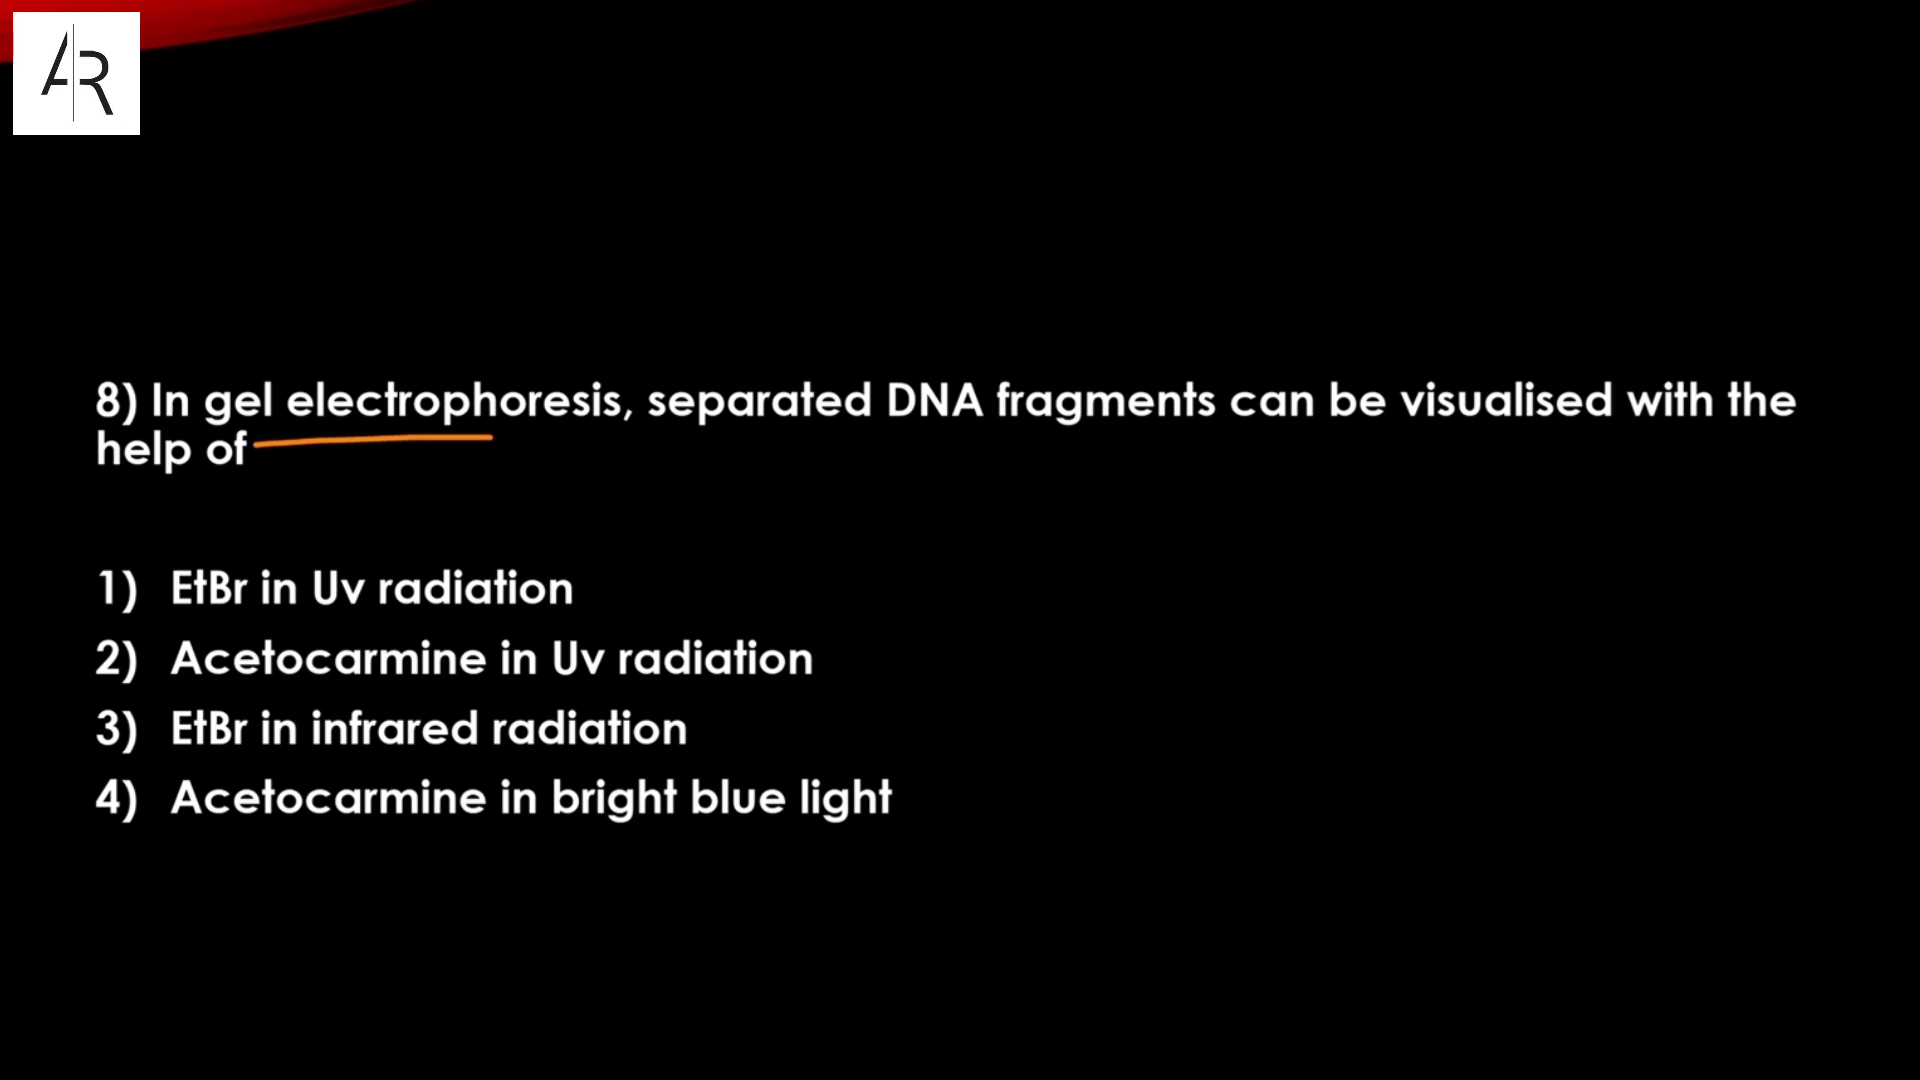 AR
8) In gel electrophoresis, separated DNA fragments can be visualised with the
help of
1) EtBr in Uv radiation
2) Acetocarmine in Uv radiation
3) EtBr in infrared radiation
4) Acetocarmine in bright blue light